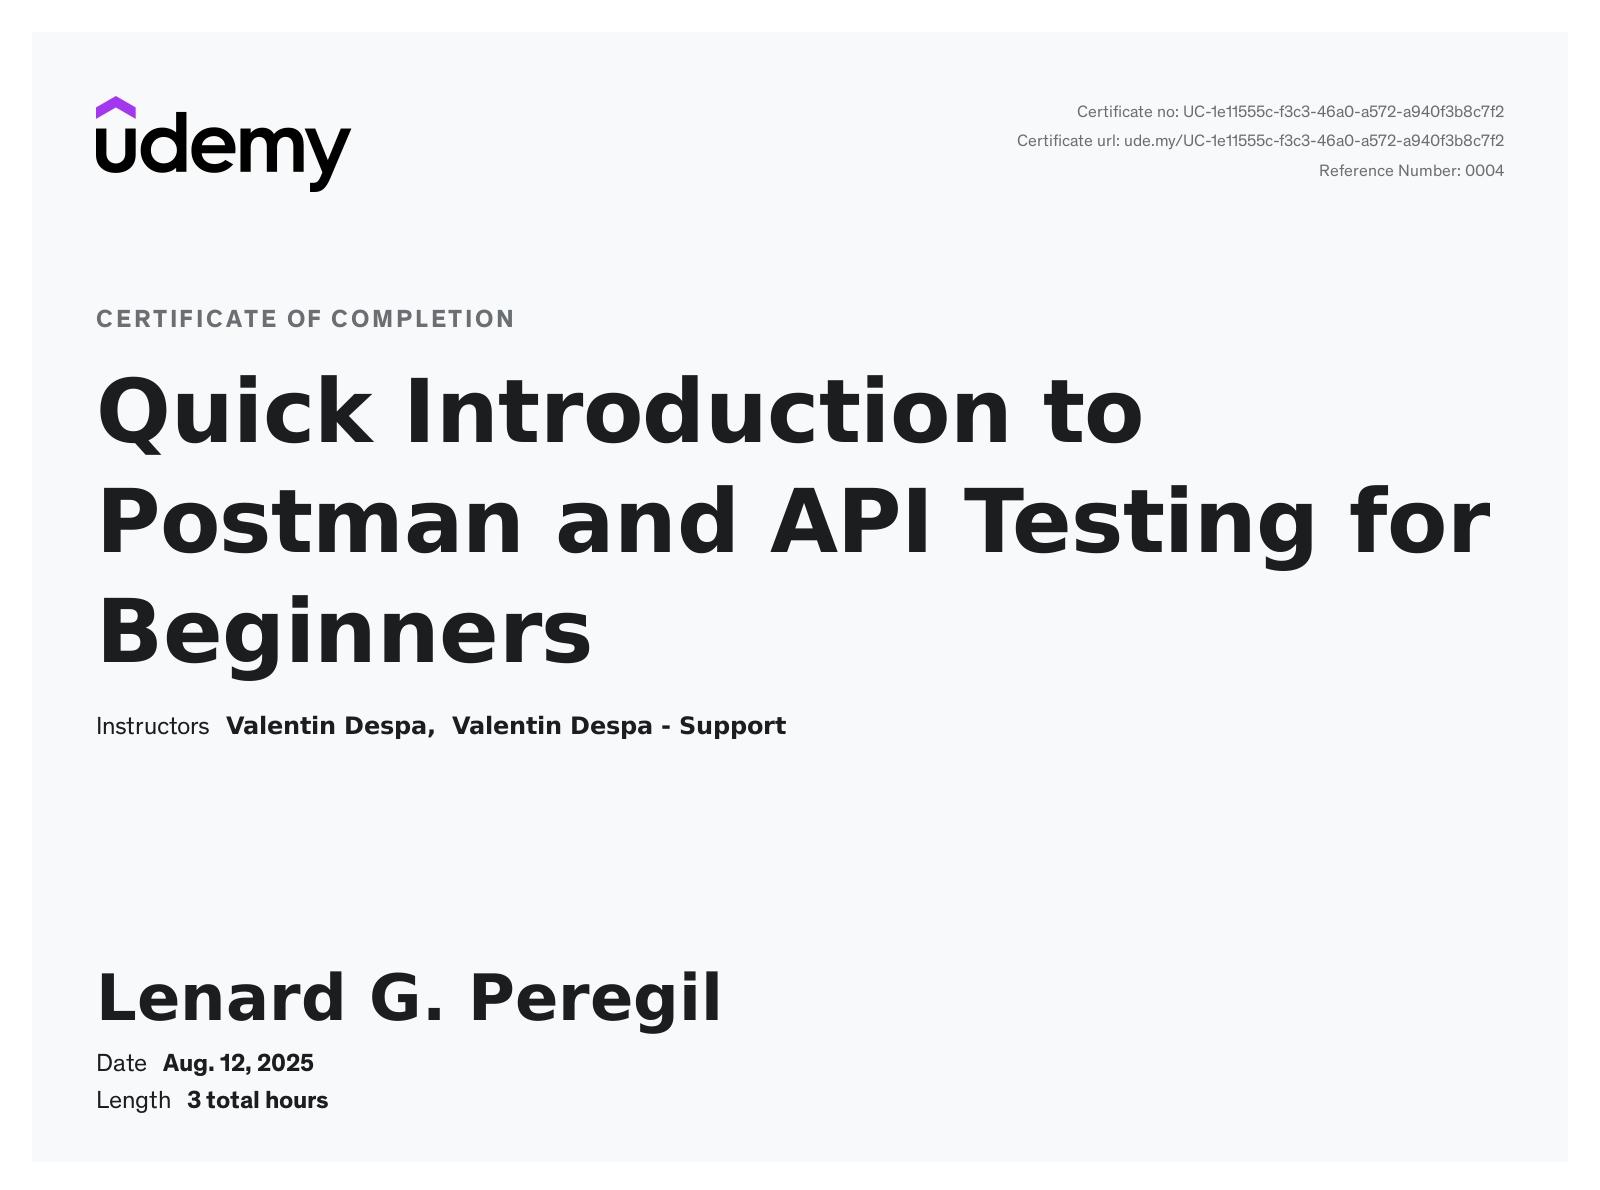 udemy
Certificate no: UC-1e11555c-f3c3-46a0-a572-a940f3b8c7f2
Certificate url: ude.my/UC-1e11555c-f3c3-46a0-a572-a940f3b8c7f2
Reference Number: 0004
CERTIFICATE OF COMPLETION
Quick Introduction to
Postman and API Testing for
Beginners
Instructors Valentin Despa, Valentin Despa - Support
Lenard G. Peregil
Date Aug. 12, 2025
Length 3 total hours